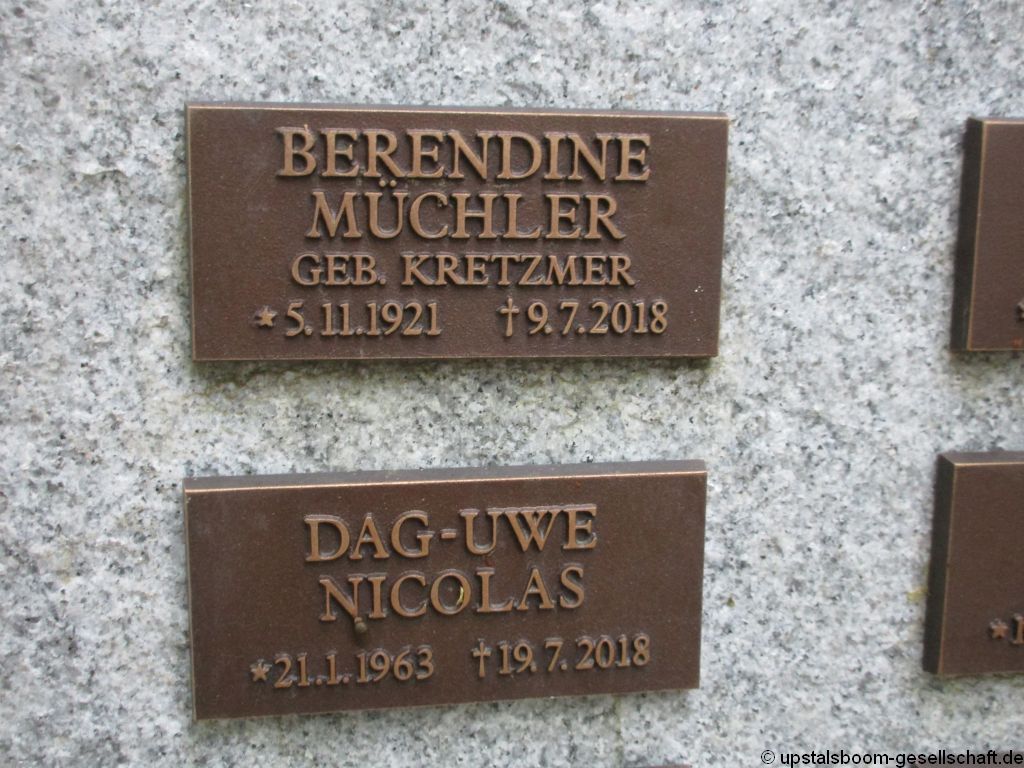 BERENDINE
MÜCHLER
GEB. KRETZMER
* 5.11.1921 † 9.7.2018
DAG-UWE
NICOLAS
* 21.1.1963 † 19.7.2018
© upstalsboom-gesellschaft.de